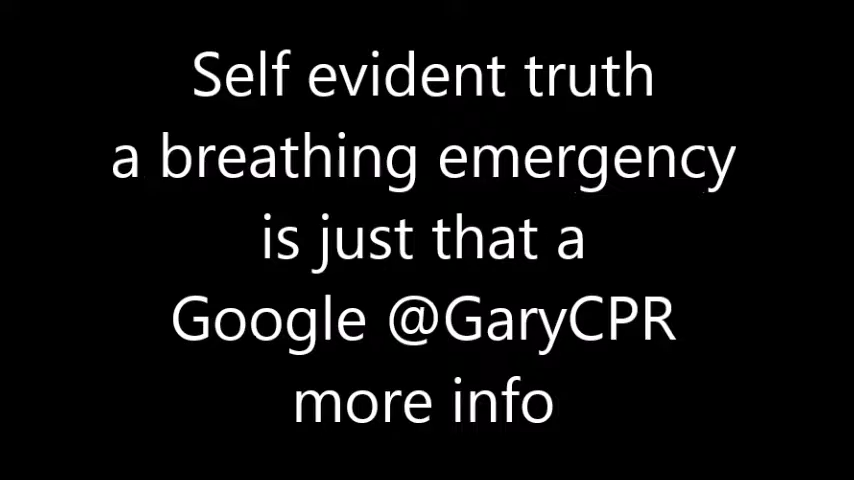 Self evident truth
a breathing emergency
is just that a
Google @GaryCPR
more info